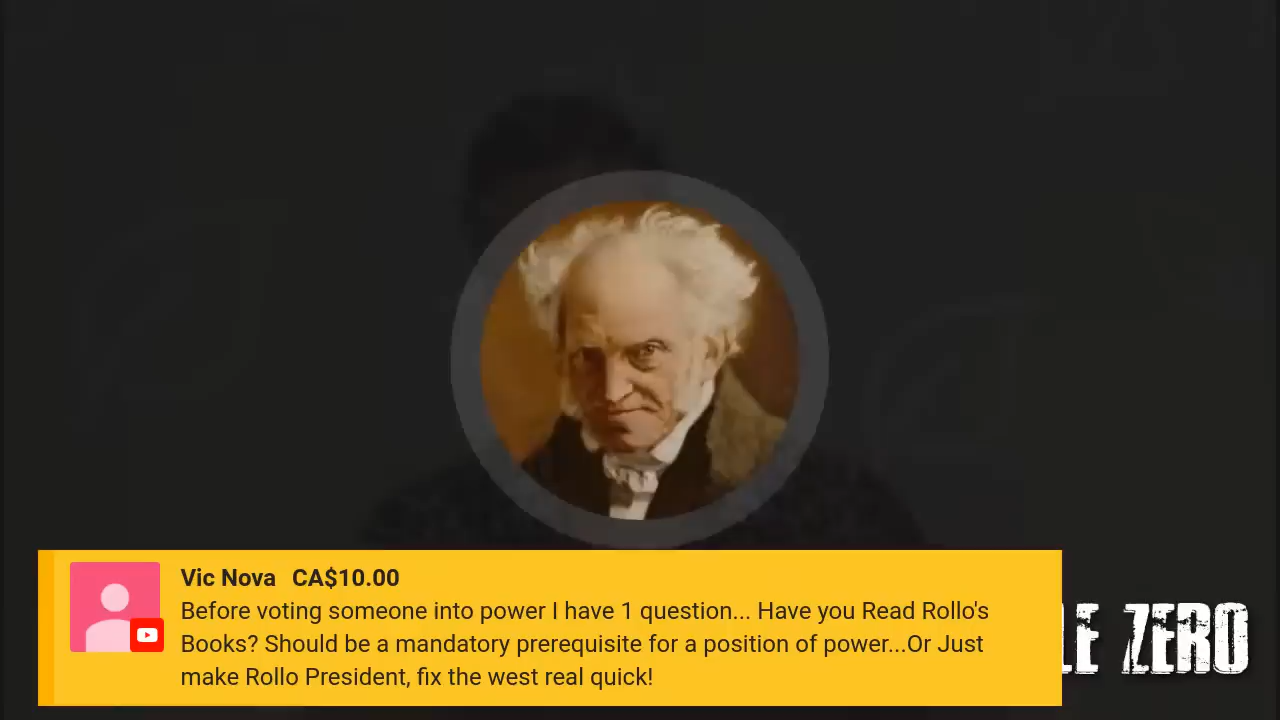 Vic Nova CA$10.00
Before voting someone into power I have 1 question... Have you Read Rollo's
Books? Should be a mandatory prerequisite for a position of power...Or Just
make Rollo President, fix the west real quick!
LE ZERO